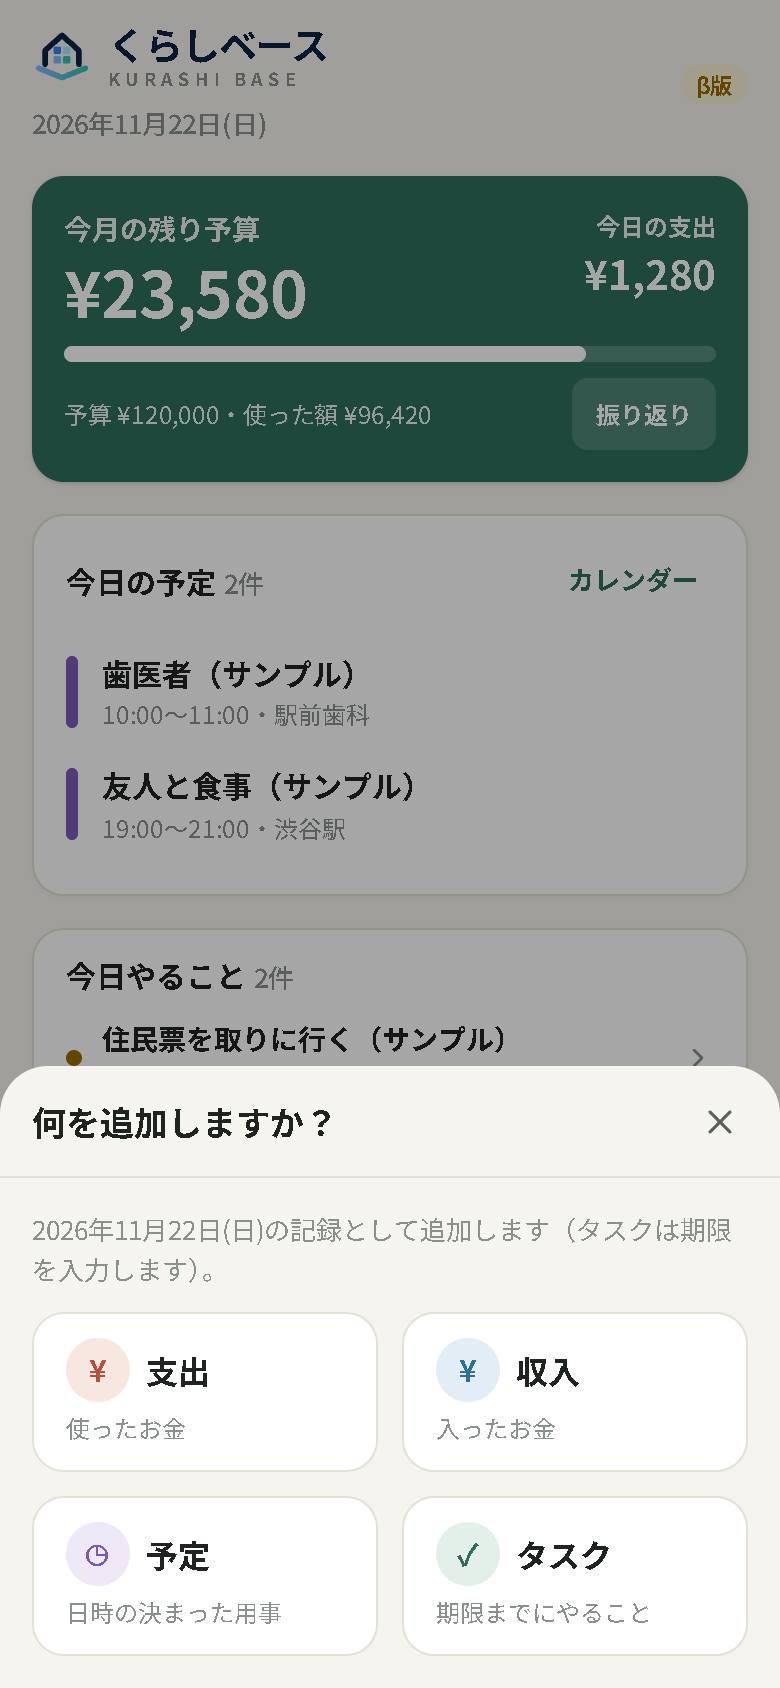 くらしベース
KURASHI BASE
β版
2026年11月22日(日)
今月の残り予算
今日の支出
¥23,580
¥1,280
予算 ¥120,000・使った額 ¥96,420
振り返り
今日の予定 2件
カレンダー
歯医者（サンプル）
10:00〜11:00・駅前歯科
友人と食事（サンプル）
19:00〜21:00・渋谷駅
今日やること 2件
住民票を取りに行く（サンプル）
何を追加しますか？
2026年11月22日(日)の記録として追加します（タスクは期限
を入力します）。
¥ 支出
使ったお金
¥ 収入
入ったお金
予定
日時の決まった用事
タスク
期限までにやること